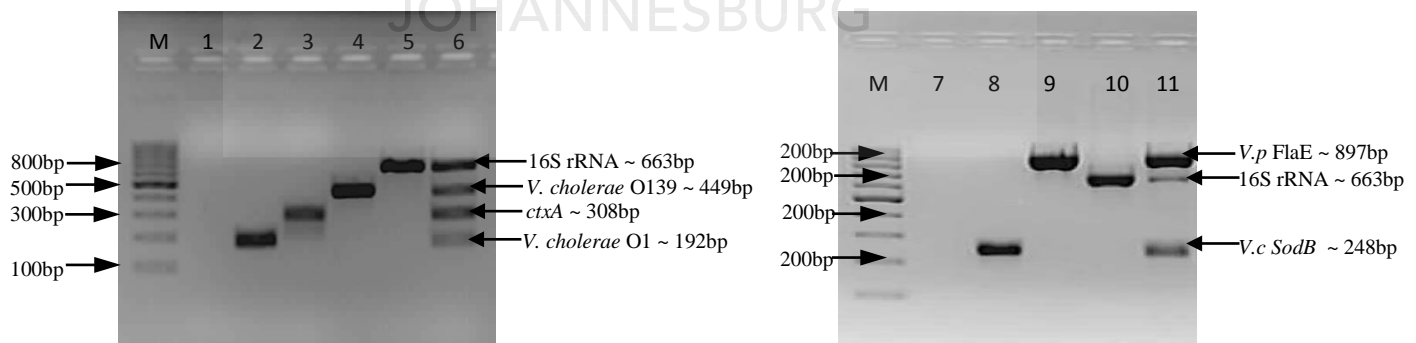 JOHANNESBURG
M 1 2 3 4 5 6
800bp
500bp
300bp
100bp
16S rRNA ~ 663bp
V. cholerae O139 ~ 449bp
ctxA ~ 308bp
V. cholerae O1 ~ 192bp
M 7 8 9 10 11
200bp
200bp
200bp
200bp
V.p FlaE ~ 897bp
16S rRNA ~ 663bp
V.c SodB ~ 248bp